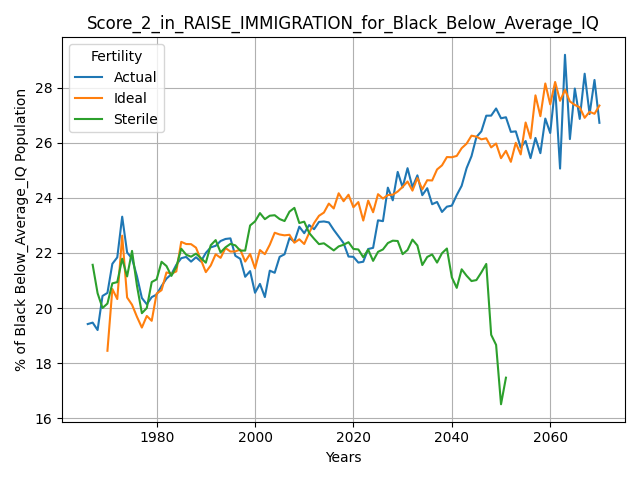 Score_2_in_RAISE_IMMIGRATION_for_Black_Below_Average_IQ
Fertility
Actual
Ideal
Sterile
% of Black Below_Average_IQ Population
28
26
24
22
20
18
16
1980
2000
2020
2040
2060
Years